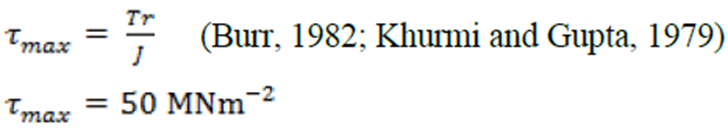 τmax = Tr/J (Burr, 1982; Khurmi and Gupta, 1979)
τmax = 50 MNm−2